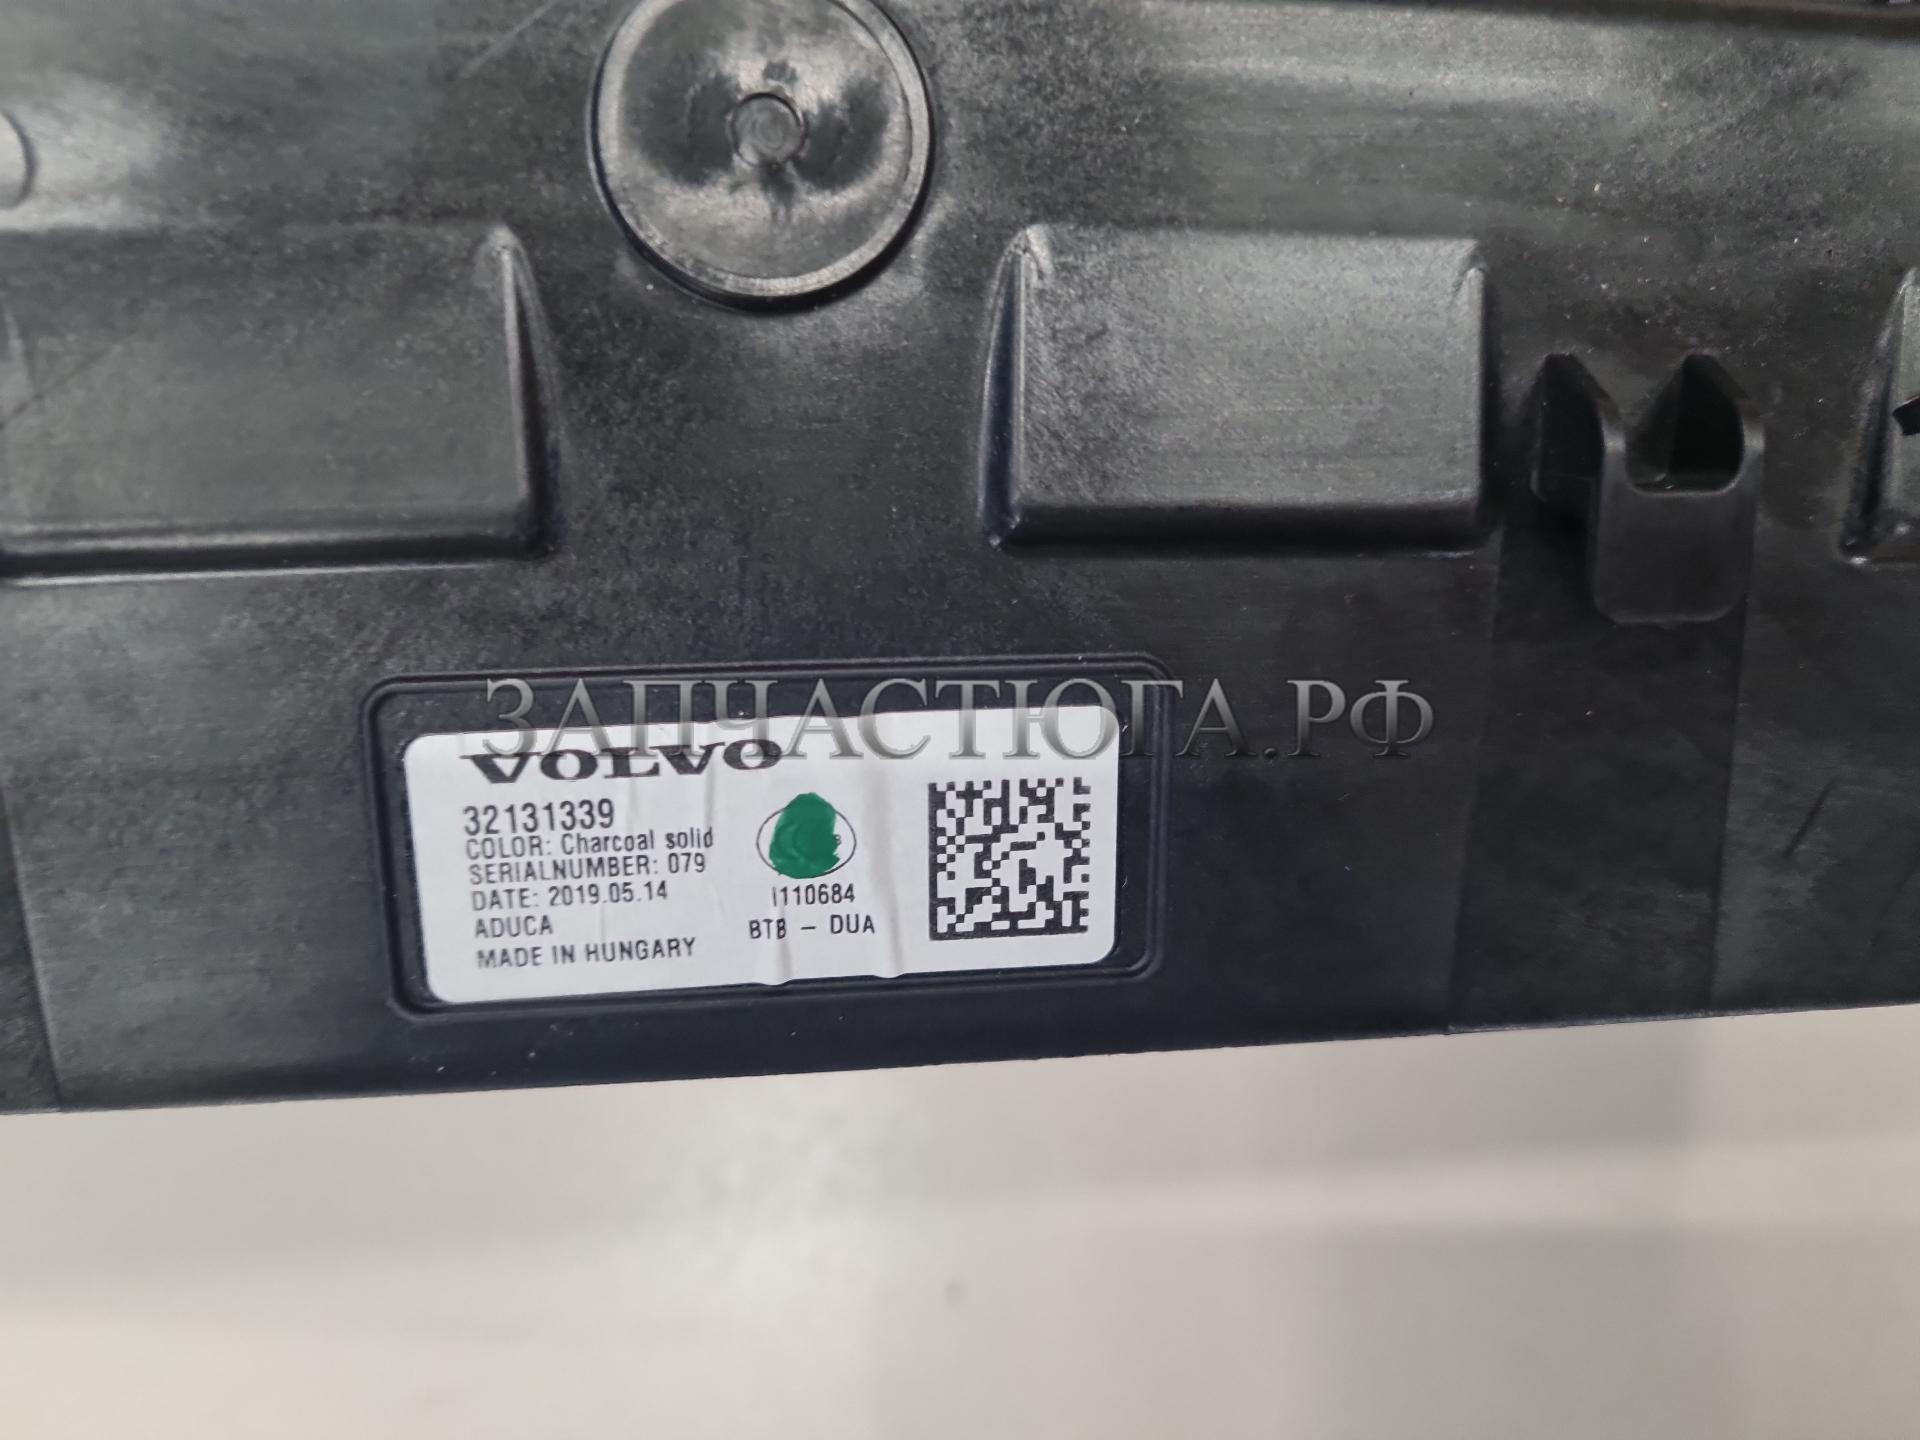 ЗАПЧАСТЮГА.РФ
VOLVO
32131339
COLOR: Charcoal solid
SERIALNUMBER: 079
DATE: 2019.05.14
ADUCA
MADE IN HUNGARY
I110684
BTB - DUA